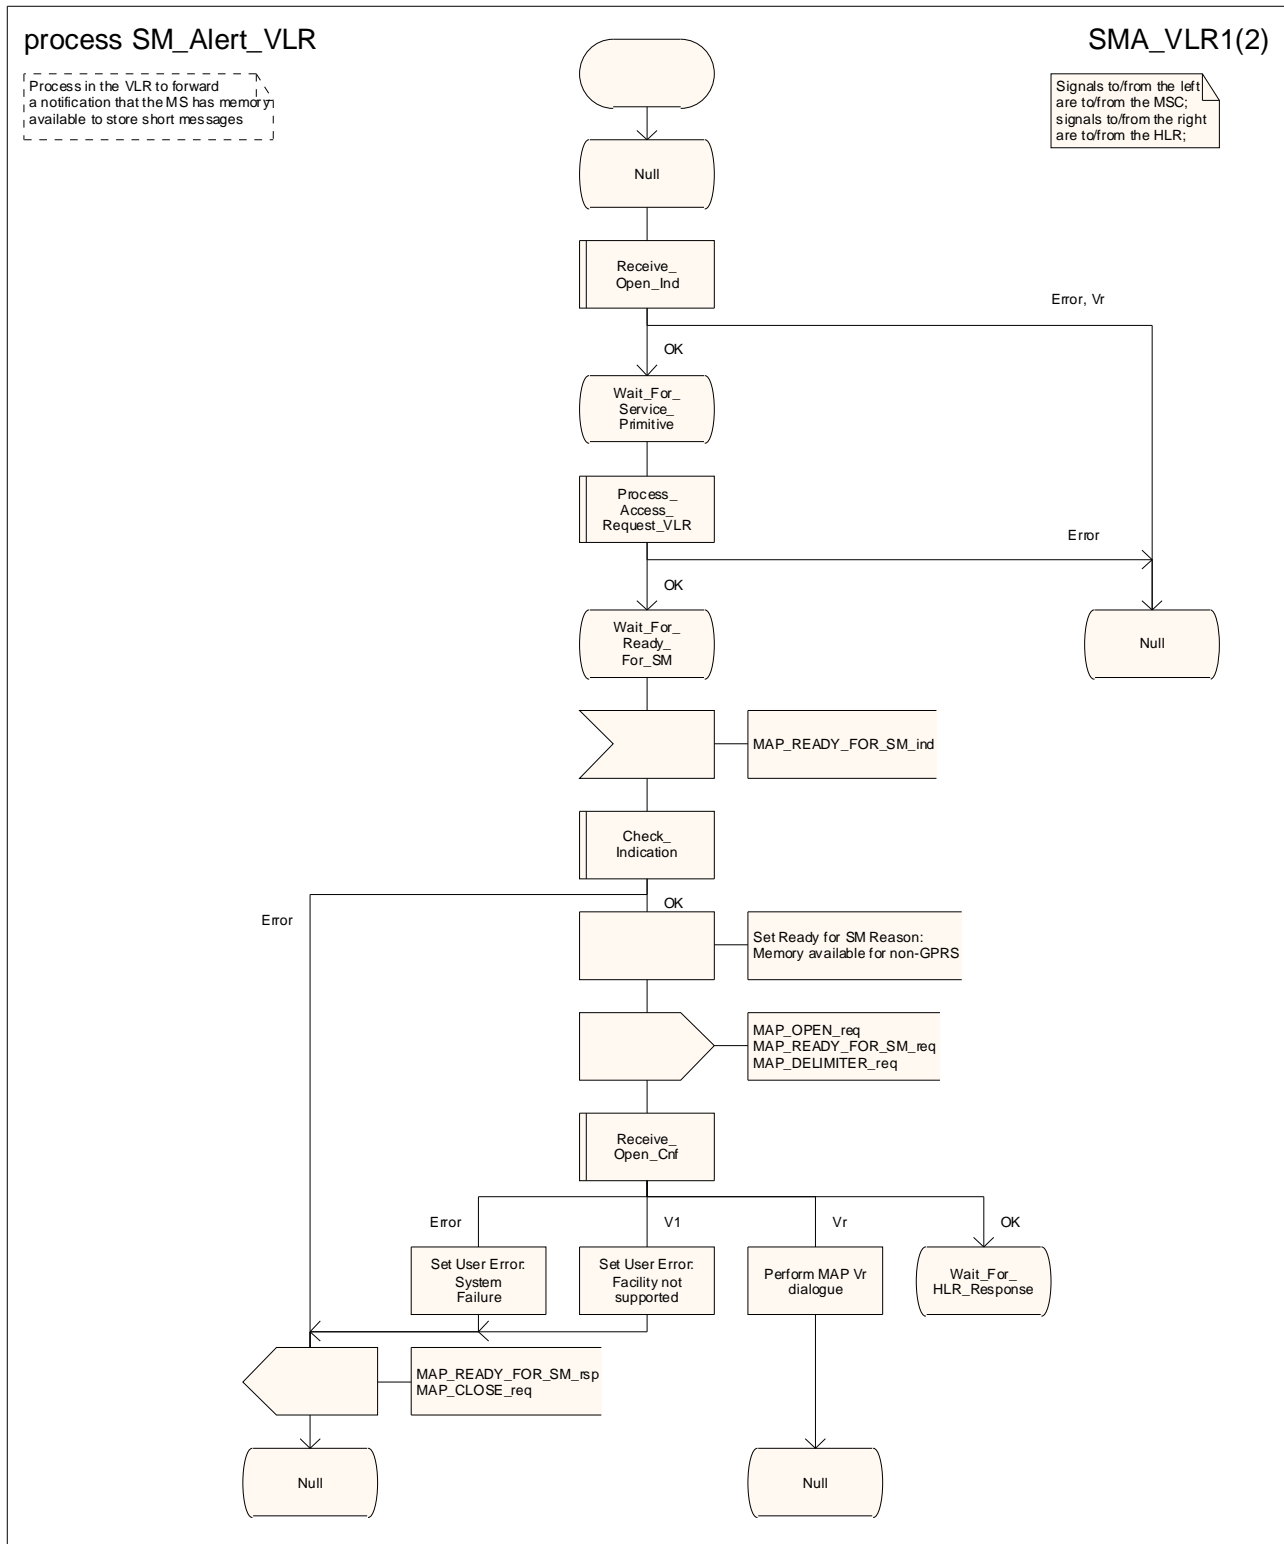 process SM_Alert_VLR
SMA_VLR1(2)
Process in the VLR to forward
a notification that the MS has memory
available to store short messages
Signals to/from the left
are to/from the MSC;
signals to/from the right
are to/from the HLR;
Null
Receive_
Open_Ind
Error, Vr
OK
Wait_For_
Service_
Primitive
Process_
Access_
Request_VLR
Error
OK
Wait_For_
Ready_
For_SM
Null
MAP_READY_FOR_SM_ind
Check_
Indication
Error
OK
Set Ready for SM Reason:
Memory available for non-GPRS
MAP_OPEN_req
MAP_READY_FOR_SM_req
MAP_DELIMITER_req
Receive_
Open_Cnf
Error
V1
Vr
OK
Set User Error:
System
Failure
Set User Error:
Facility not
supported
Perform MAP Vr
dialogue
Wait_For_
HLR_Response
MAP_READY_FOR_SM_rsp
MAP_CLOSE_req
Null
Null